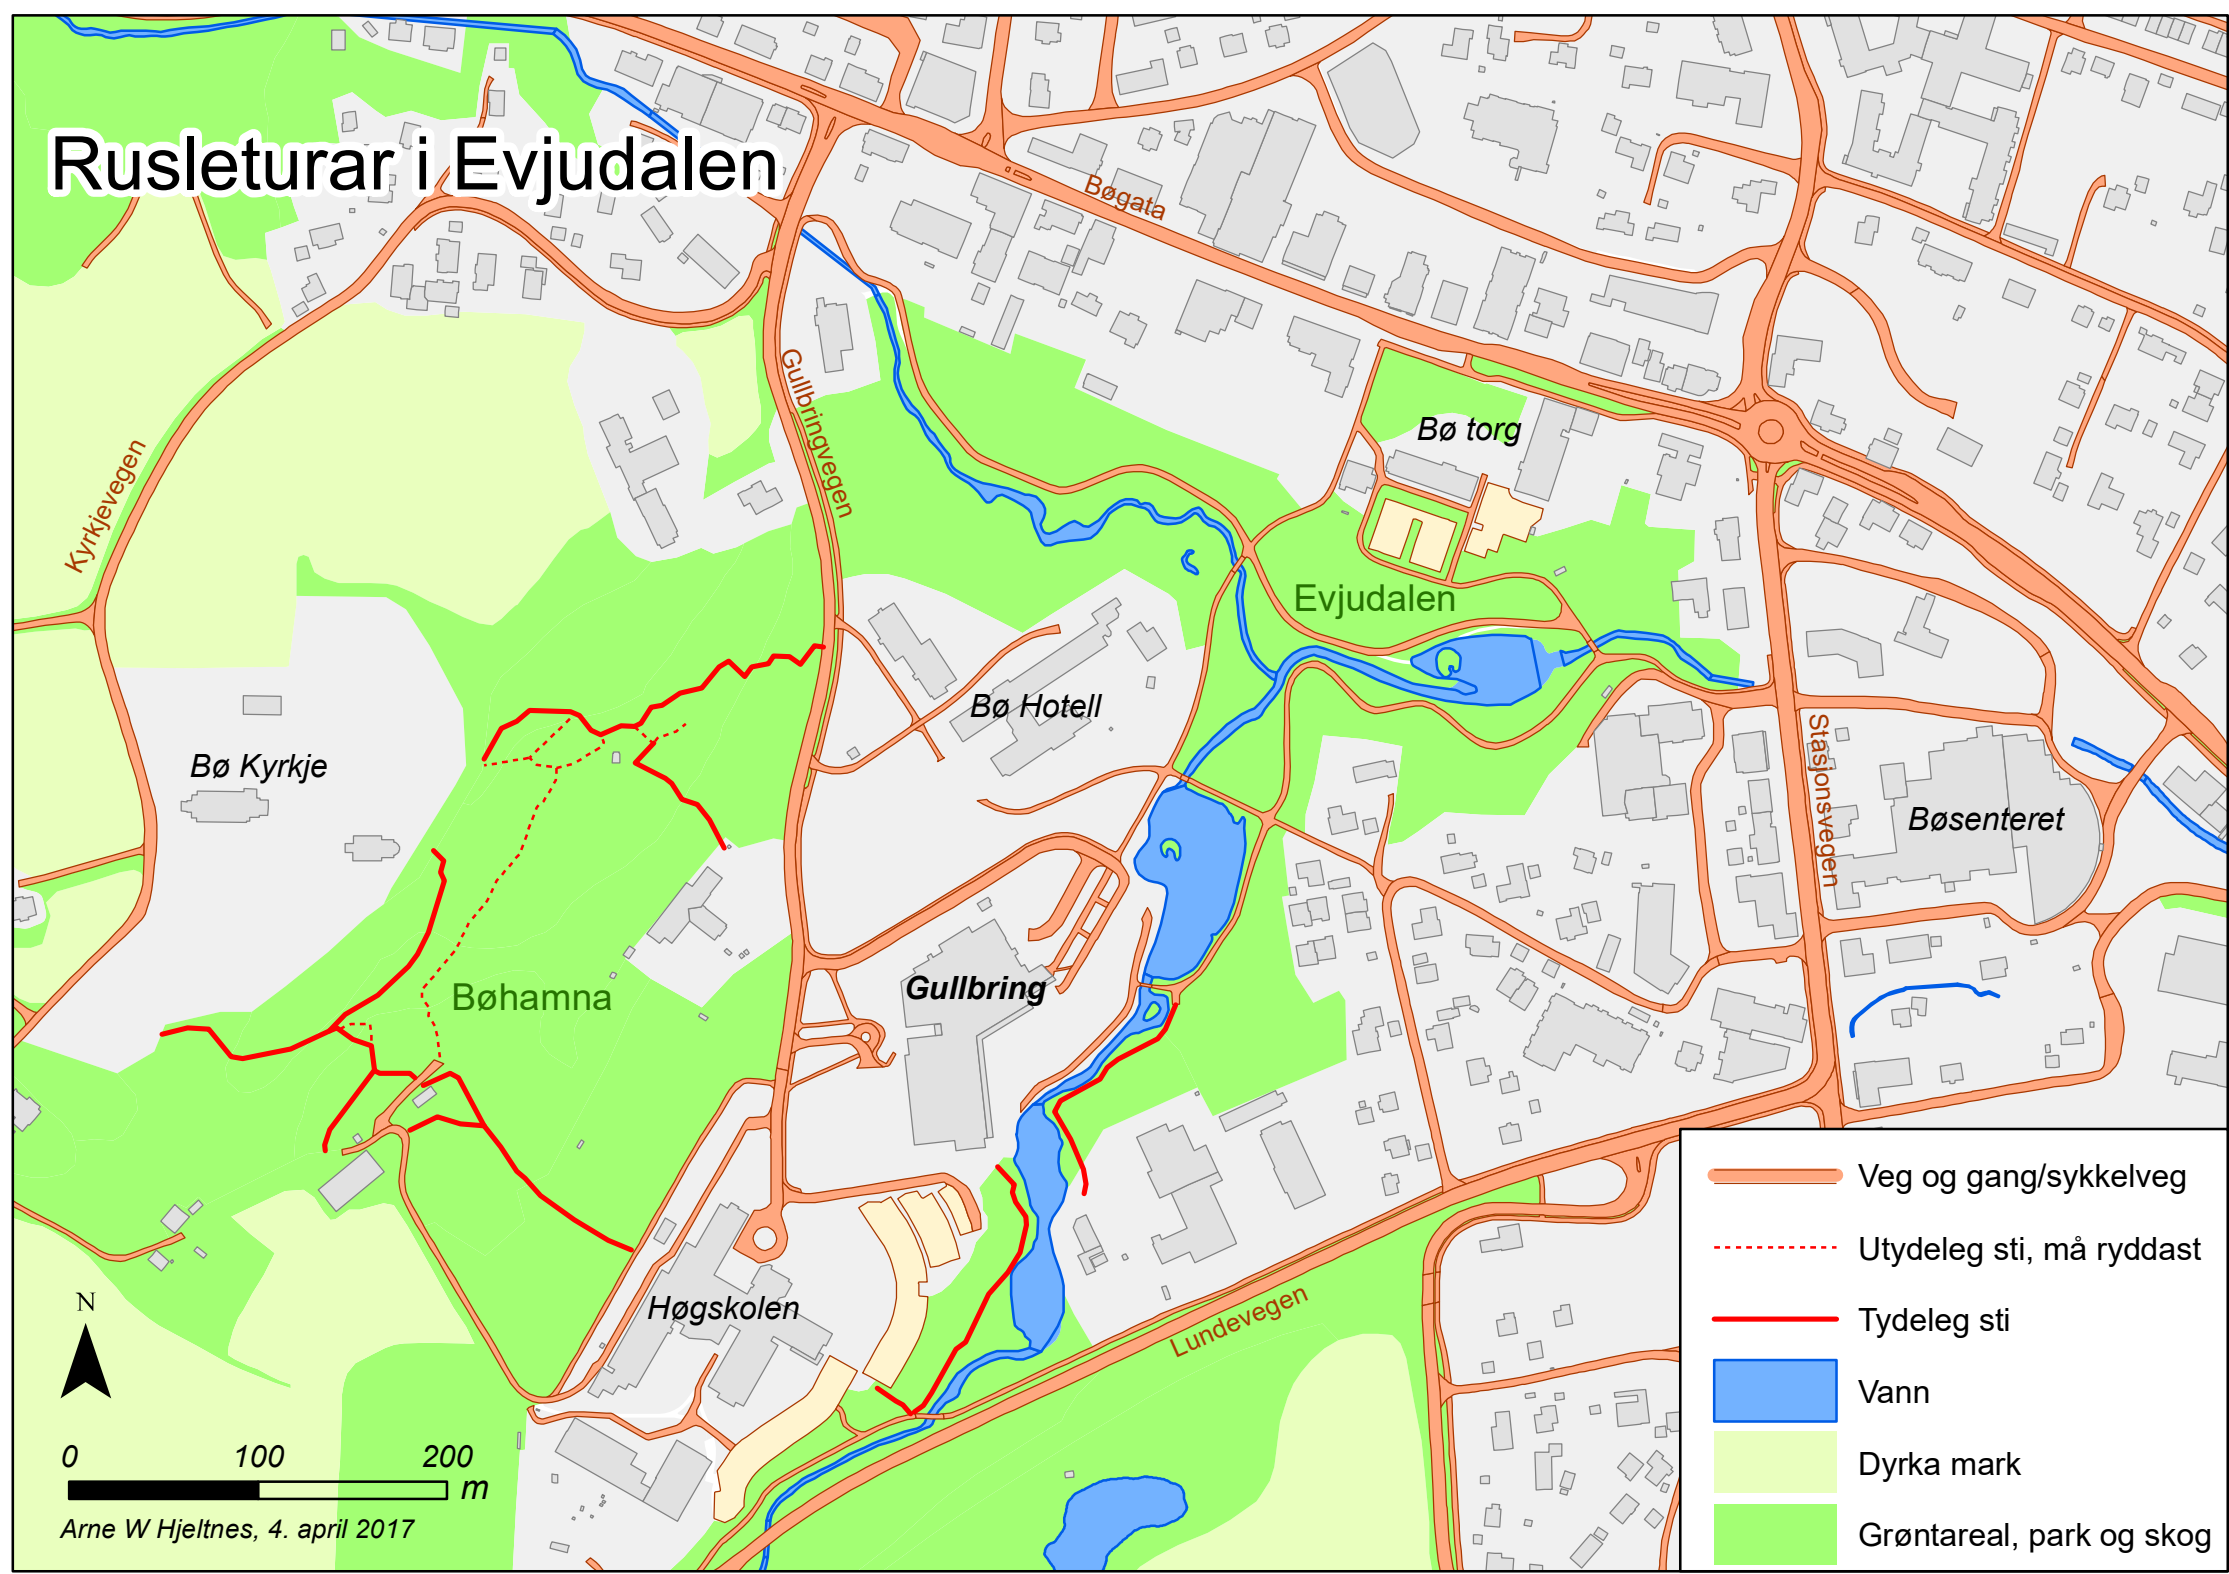 Rusleturar i Evjudalen
Bøgata
Gullbringvegen
Kyrkjevegen
Bø torg
Evjudalen
Bø Hotell
Bø Kyrkje
Stasjonsvegen
Bøsenteret
Bøhamna
Gullbring
Høgskolen
Lundevegen
N
0 100 200
m
Arne W Hjeltnes, 4. april 2017
Veg og gang/sykkelveg
Utydeleg sti, må ryddast
Tydeleg sti
Vann
Dyrka mark
Grøntareal, park og skog